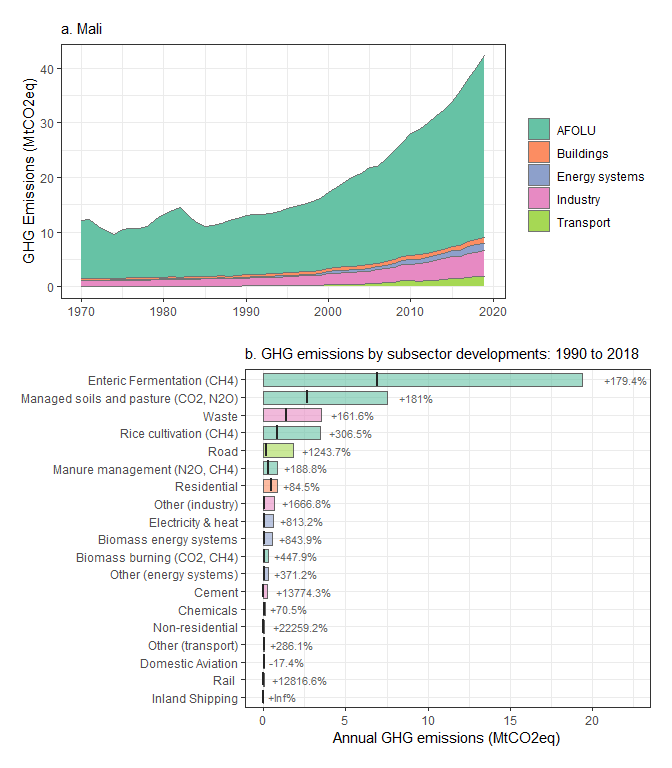 a. Mali
GHG Emissions (MtCO2eq)
40
30
20
10
0
1970
1980
1990
2000
2010
2020
AFOLU
Buildings
Energy systems
Industry
Transport
b. GHG emissions by subsector developments: 1990 to 2018
Enteric Fermentation (CH4) +179.4%
Managed soils and pasture (CO2, N2O) +181%
Waste +161.6%
Rice cultivation (CH4) +306.5%
Road +1243.7%
Manure management (N2O, CH4) +188.8%
Residential +84.5%
Other (industry) +1666.8%
Electricity & heat +813.2%
Biomass energy systems +843.9%
Biomass burning (CO2, CH4) +447.9%
Other (energy systems) +371.2%
Cement +13774.3%
Chemicals +70.5%
Non-residential +22259.2%
Other (transport) +286.1%
Domestic Aviation -17.4%
Rail +12816.6%
Inland Shipping +Inf%
0
5
10
15
20
Annual GHG emissions (MtCO2eq)